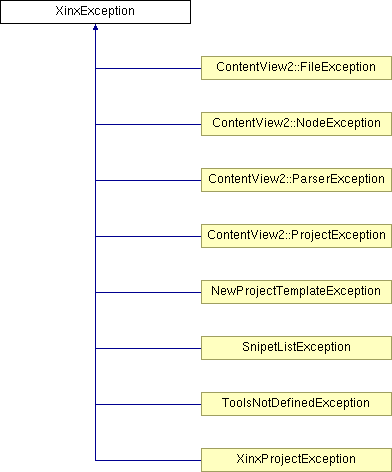 XinxException
ContentView2::FileException
ContentView2::NodeException
ContentView2::ParserException
ContentView2::ProjectException
NewProjectTemplateException
SnipetListException
ToolsNotDefinedException
XinxProjectException